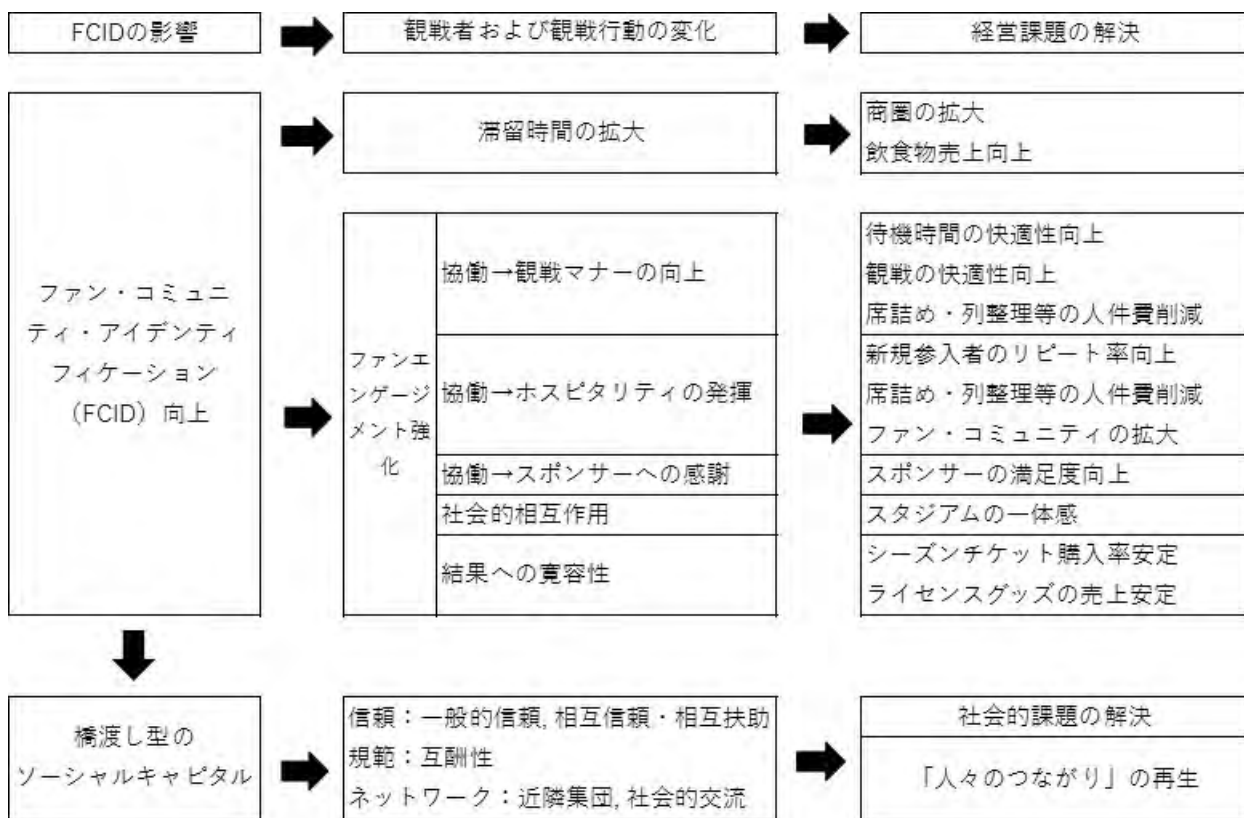 FCIDの影響
観戦者および観戦行動の変化
経営課題の解決
ファン・コミュニ
ティ・アイデンティ
フィケーション
(FCID) 向上
滞留時間の拡大
商圏の拡大
飲食物売上向上
ファンエ
ンゲージ
メント強
化
協働→観戦マナーの向上
待機時間の快適性向上
観戦の快適性向上
席詰め・列整理等の人件費削減
協働→ホスピタリティの発揮
新規参入者のリピート率向上
席詰め・列整理等の人件費削減
ファン・コミュニティの拡大
協働→スポンサーへの感謝
スポンサーの満足度向上
社会的相互作用
スタジアムの一体感
結果への寛容性
シーズンチケット購入率安定
ライセンスグッズの売上安定
橋渡し型の
ソーシャルキャピタル
信頼：一般的信頼, 相互信頼・相互扶助
規範：互酬性
ネットワーク：近隣集団, 社会的交流
社会的課題の解決
「人々のつながり」の再生